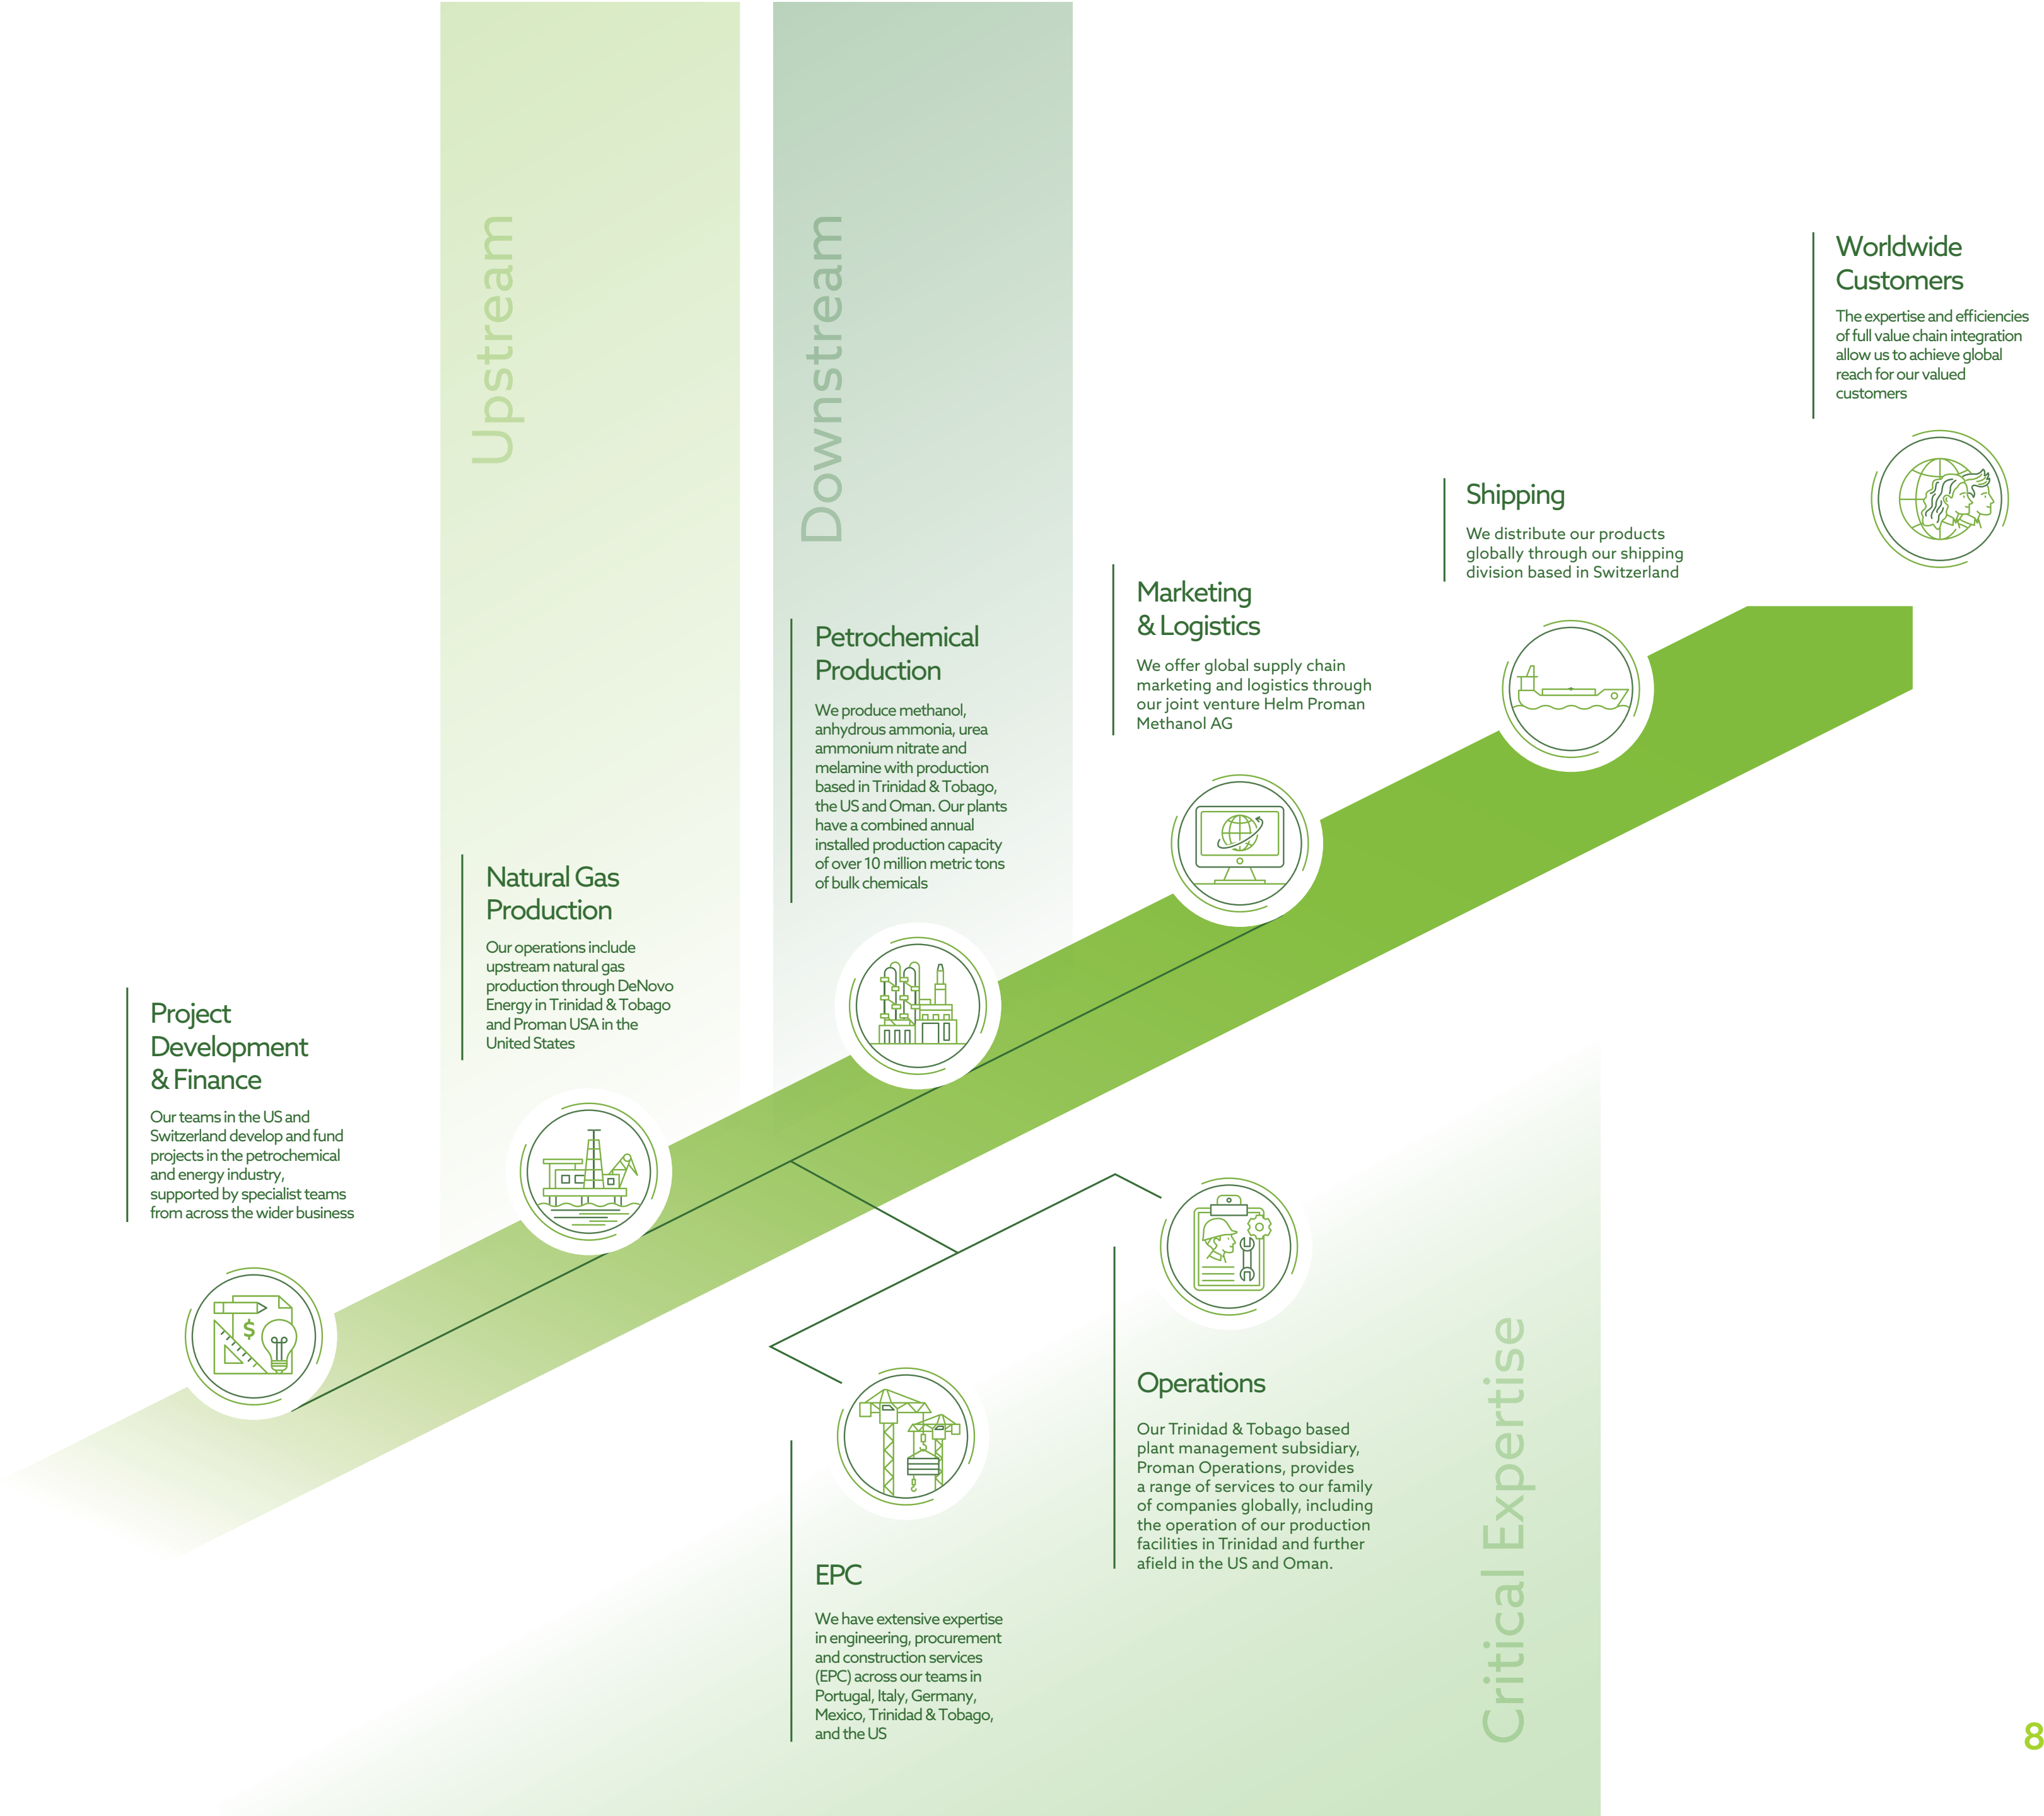 Upstream
Downstream
Worldwide
Customers
The expertise and efficiencies
of full value chain integration
allow us to achieve global
reach for our valued
customers
Shipping
We distribute our products
globally through our shipping
division based in Switzerland
Marketing
& Logistics
We offer global supply chain
marketing and logistics through
our joint venture Helm Proman
Methanol AG
Petrochemical
Production
We produce methanol,
anhydrous ammonia, urea
ammonium nitrate and
melamine with production
based in Trinidad & Tobago,
the US and Oman. Our plants
have a combined annual
installed production capacity
of over 10 million metric tons
of bulk chemicals
Natural Gas
Production
Our operations include
upstream natural gas
production through DeNovo
Energy in Trinidad & Tobago
and Proman USA in the
United States
Project
Development
& Finance
Our teams in the US and
Switzerland develop and fund
projects in the petrochemical
and energy industry,
supported by specialist teams
from across the wider business
$
Operations
Our Trinidad & Tobago based
plant management subsidiary,
Proman Operations, provides
a range of services to our family
of companies globally, including
the operation of our production
facilities in Trinidad and further
afield in the US and Oman.
EPC
We have extensive expertise
in engineering, procurement
and construction services
(EPC) across our teams in
Portugal, Italy, Germany,
Mexico, Trinidad & Tobago,
and the US
Critical Expertise
8